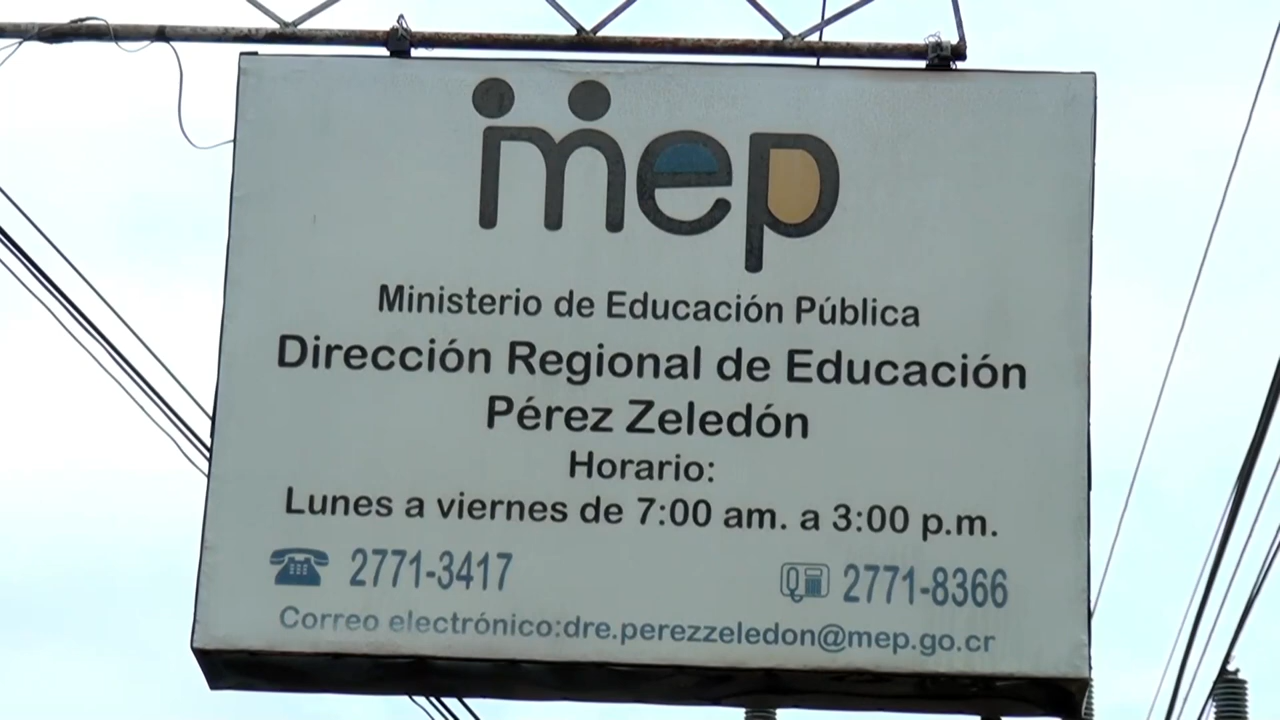 mep
Ministerio de Educación Pública
Dirección Regional de Educación
Pérez Zeledón
Horario:
Lunes a viernes de 7:00 am. a 3:00 p.m.
2771-3417 2771-8366
Correo electrónico:dre.perezzeledon@mep.go.cr